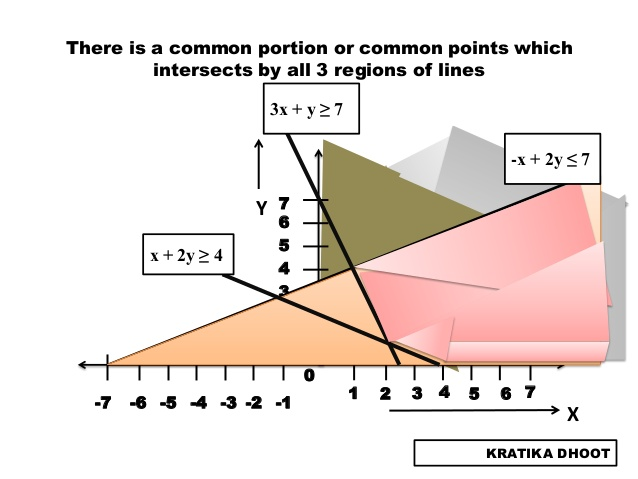 There is a common portion or common points which
intersects by all 3 regions of lines
3x + y ≥ 7
-x + 2y ≤ 7
x + 2y ≥ 4
Y
7
6
5
4
3
0
-7 -6 -5 -4 -3 -2 -1
1 2 3 4 5 6 7
X
KRATIKA DHOOT